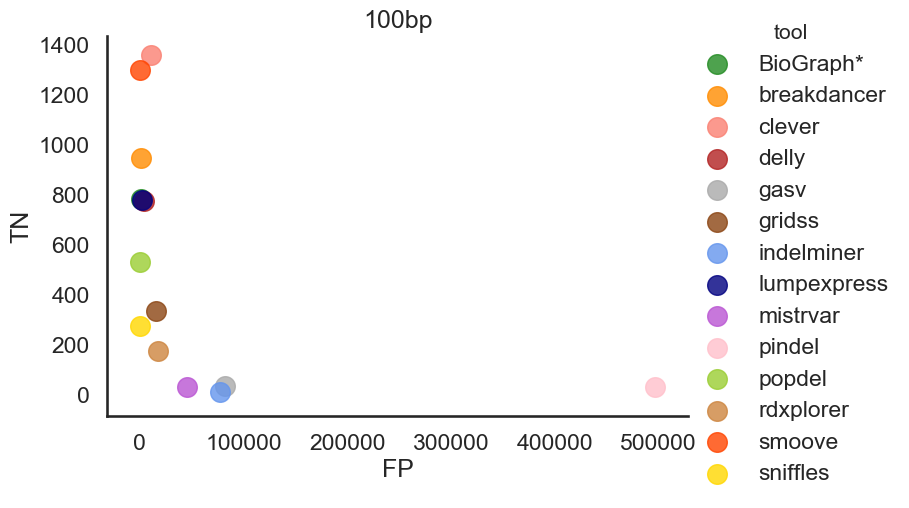 100bp
TN
1400
1200
1000
800
600
400
200
0
0
100000
200000
300000
400000
500000
FP
tool
BioGraph*
breakdancer
clever
delly
gasv
gridss
indelminer
lumpexpress
mistrvar
pindel
popdel
rdxplorer
smoove
sniffles